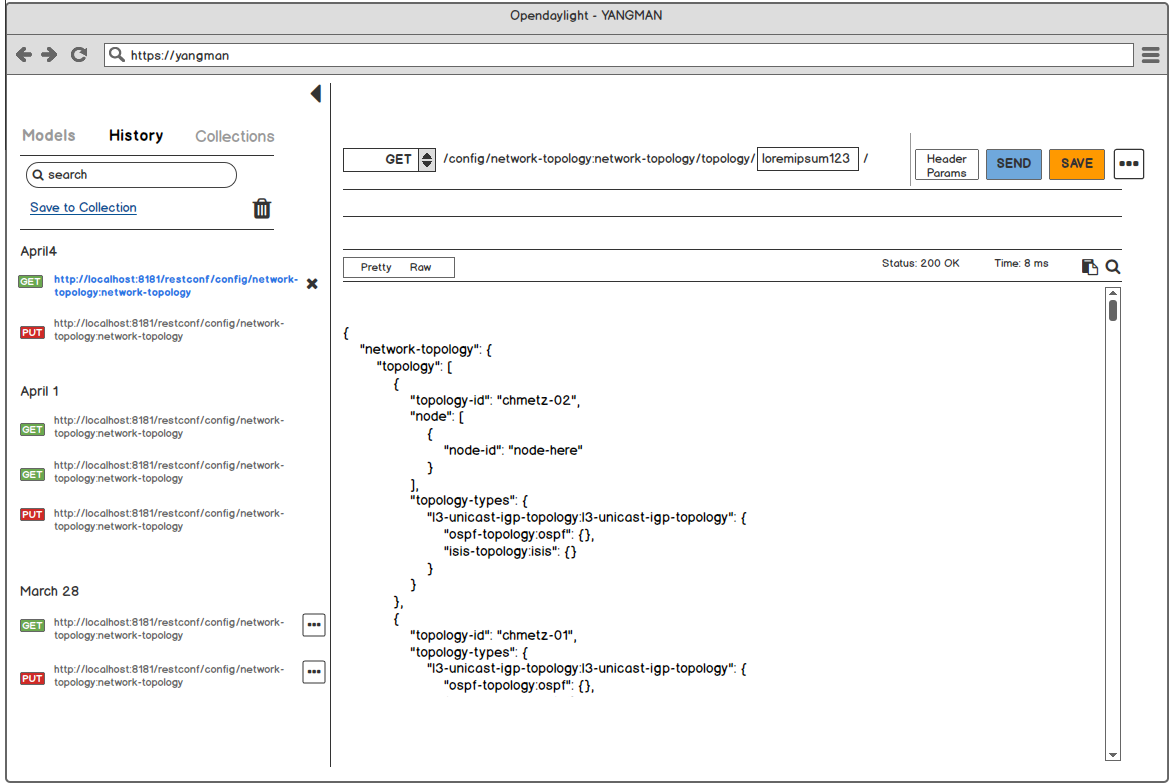 Opendaylight - YANGMAN
https://yangman
Models History Collections
search
Save to Collection
April4
GET http://localhost:8181/restconf/config/network-
topology:network-topology
PUT http://localhost:8181/restconf/config/network-
topology:network-topology
April 1
GET http://localhost:8181/restconf/config/network-
topology:network-topology
GET http://localhost:8181/restconf/config/network-
topology:network-topology
PUT http://localhost:8181/restconf/config/network-
topology:network-topology
March 28
GET http://localhost:8181/restconf/config/network-
topology:network-topology
PUT http://localhost:8181/restconf/config/network-
topology:network-topology
GET /config/network-topology:network-topology/topology/ loremipsum123 /
Header
Params
SEND
SAVE
Pretty Raw
Status: 200 OK Time: 8 ms
{
"network-topology": {
"topology": [
{
"topology-id": "chmetz-02",
"node": [
{
"node-id": "node-here"
}
],
"topology-types": {
"l3-unicast-igp-topology:l3-unicast-igp-topology": {
"ospf-topology:ospf": {},
"isis-topology:isis": {}
}
}
},
{
"topology-id": "chmetz-01",
"topology-types": {
"l3-unicast-igp-topology:l3-unicast-igp-topology": {
"ospf-topology:ospf": {},